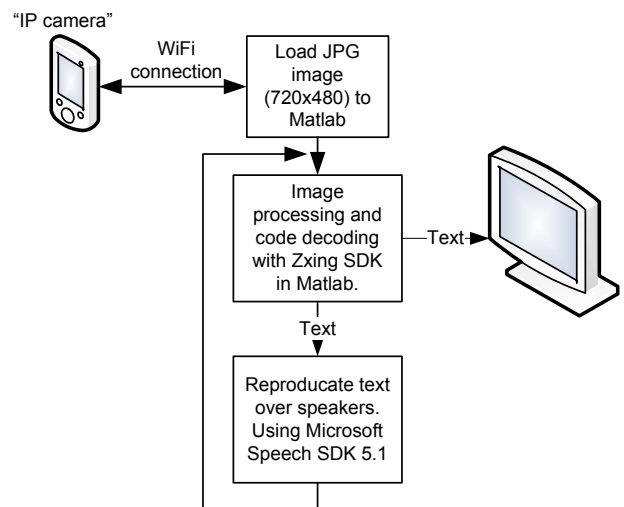 “IP camera”
WiFi
connection
Load JPG
image
(720x480) to
Matlab
Image
processing and
code decoding
with Zxing SDK
in Matlab.
Text
Text
Reproducate text
over speakers.
Using Microsoft
Speech SDK 5.1